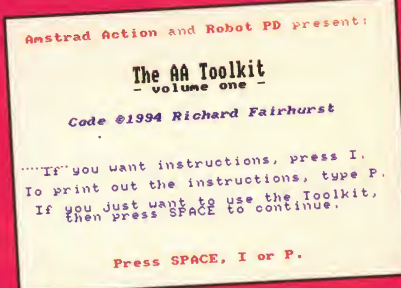 Amstrad Action and Robot PD present:
The AA Toolkit
- volume one -
Code ©1994 Richard Fairhurst
If you want instructions, press I.
To print out the instructions, type P.
If you just want to use the Toolkit,
then press SPACE to continue.
Press SPACE, I or P.